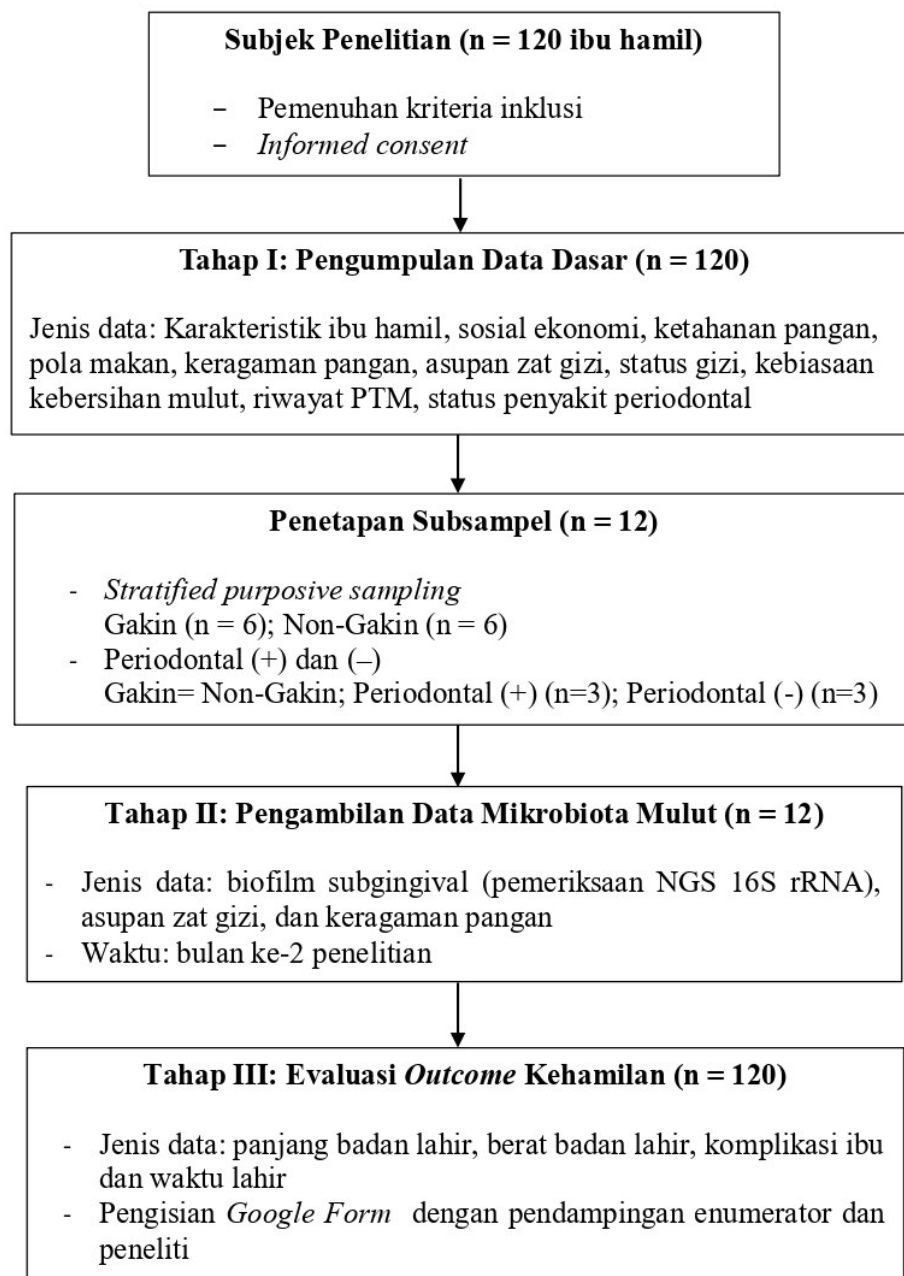 Subjek Penelitian (n = 120 ibu hamil)
– Pemenuhan kriteria inklusi
– Informed consent
Tahap I: Pengumpulan Data Dasar (n = 120)
Jenis data: Karakteristik ibu hamil, sosial ekonomi, ketahanan pangan,
pola makan, keragaman pangan, asupan zat gizi, status gizi, kebiasaan
kebersihan mulut, riwayat PTM, status penyakit periodontal
Penetapan Subsampel (n = 12)
- Stratified purposive sampling
Gakin (n = 6); Non-Gakin (n = 6)
- Periodontal (+) dan (–)
Gakin= Non-Gakin; Periodontal (+) (n=3); Periodontal (-) (n=3)
Tahap II: Pengambilan Data Mikrobiota Mulut (n = 12)
- Jenis data: biofilm subgingival (pemeriksaan NGS 16S rRNA),
asupan zat gizi, dan keragaman pangan
- Waktu: bulan ke-2 penelitian
Tahap III: Evaluasi Outcome Kehamilan (n = 120)
- Jenis data: panjang badan lahir, berat badan lahir, komplikasi ibu
dan waktu lahir
- Pengisian Google Form dengan pendampingan enumerator dan
peneliti